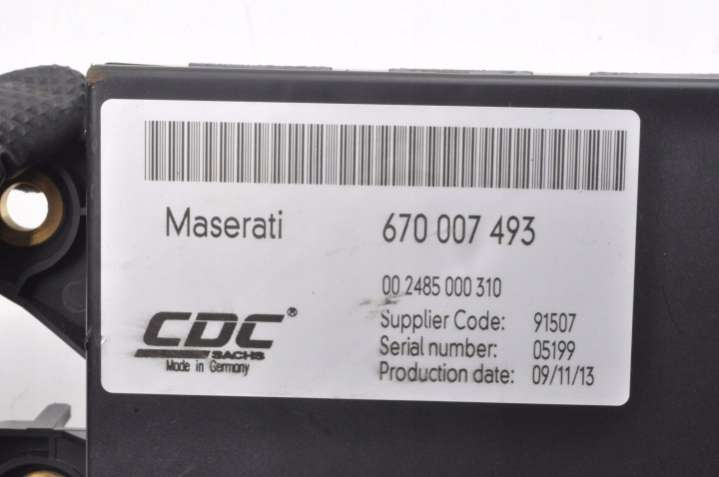 Maserati 670 007 493
00 2485 000 310
CDC®
SACHS
Made in Germany
Supplier Code: 91507
Serial number: 05199
Production date: 09/11/13